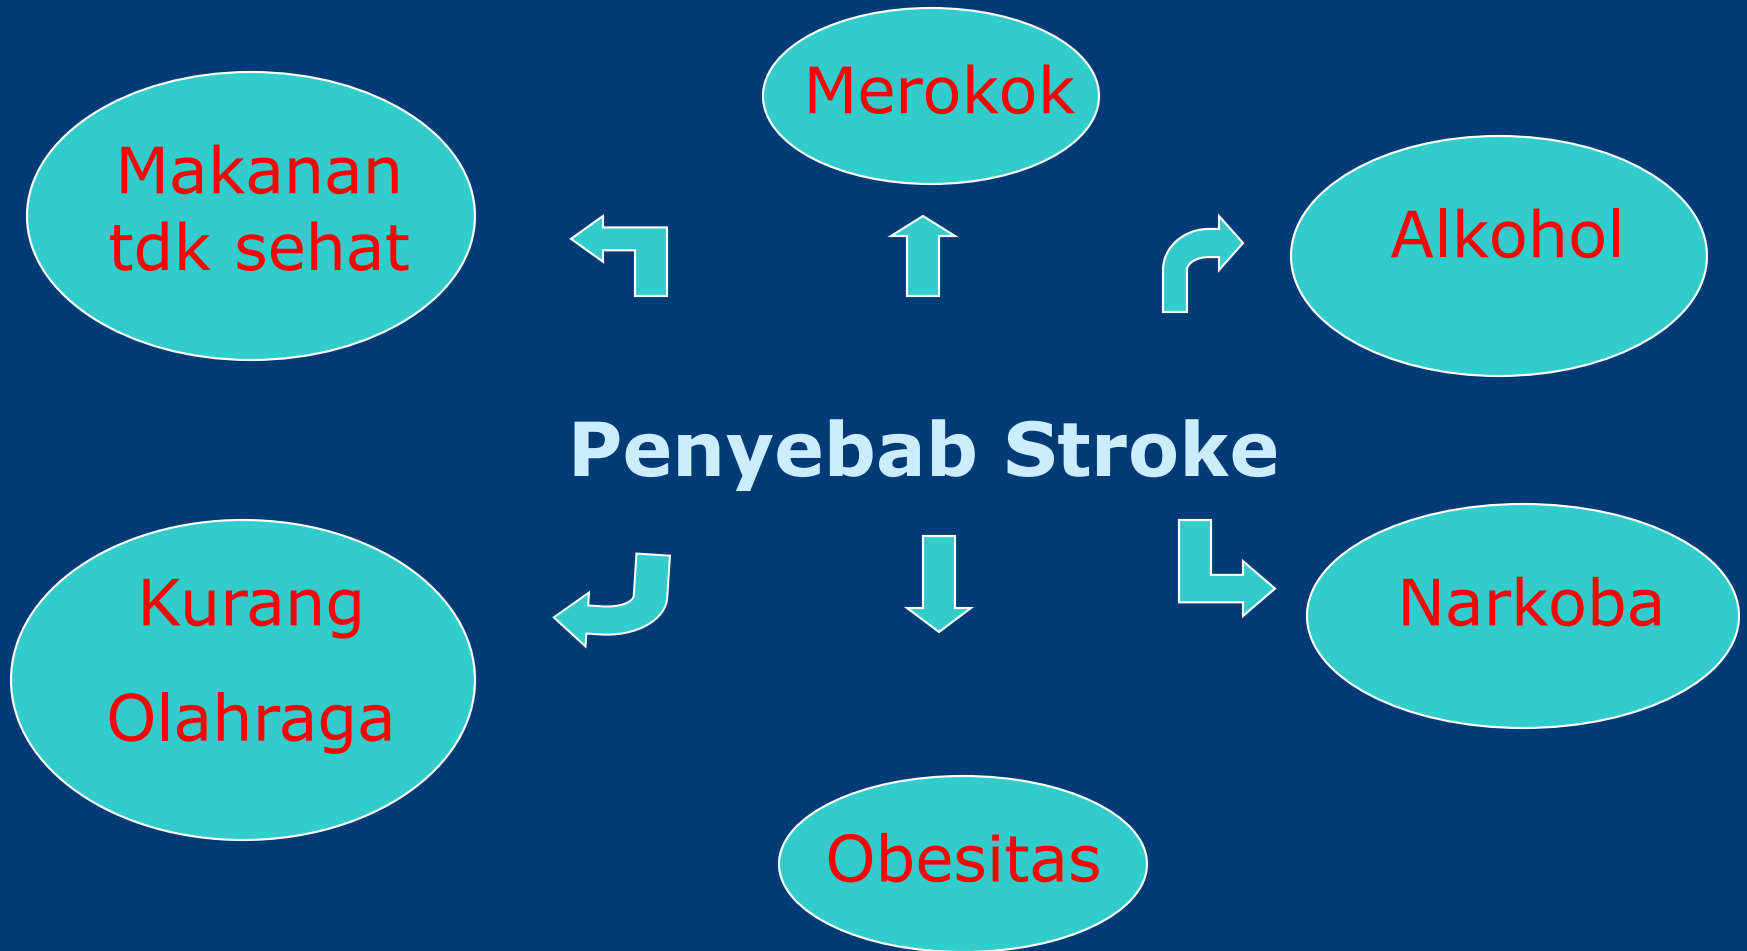 Merokok
Makanan
tdk sehat
Alkohol
Penyebab Stroke
Kurang
Olahraga
Narkoba
Obesitas